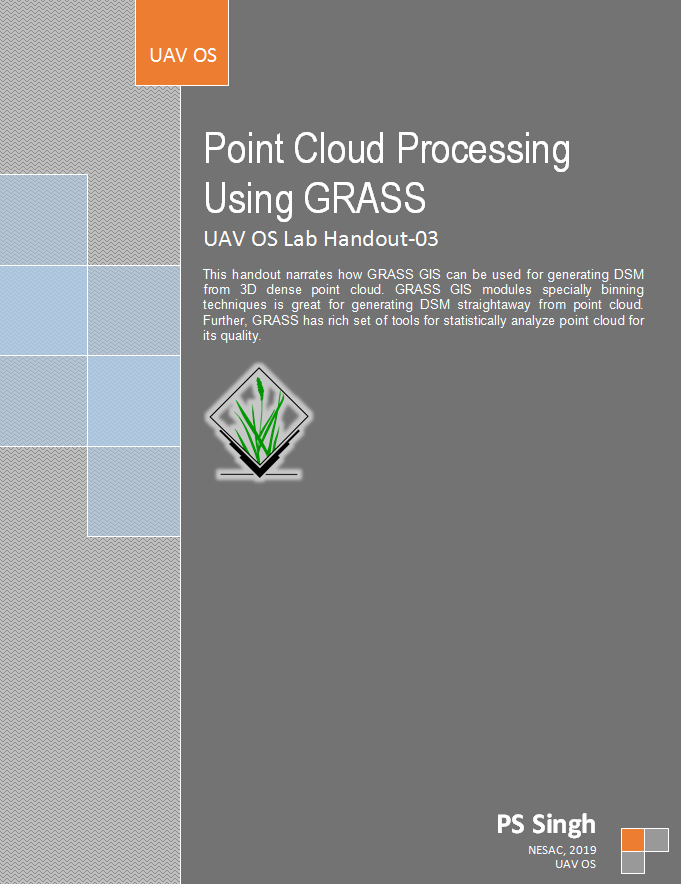 UAV OS
Point Cloud Processing
Using GRASS
UAV OS Lab Handout-03
This handout narrates how GRASS GIS can be used for generating DSM
from 3D dense point cloud. GRASS GIS modules specially binning
techniques is great for generating DSM straightaway from point cloud.
Further, GRASS has rich set of tools for statistically analyze point cloud for
its quality.
PS Singh
NESAC, 2019
UAV OS